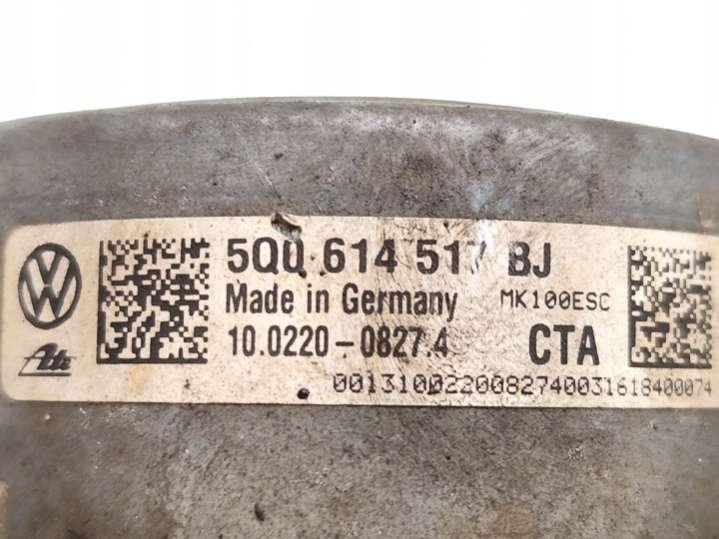 5Q0 614 517 BJ
Made in Germany MK100ESC
Ate 10.0220-0827.4 CTA
0013100220082740031618400074